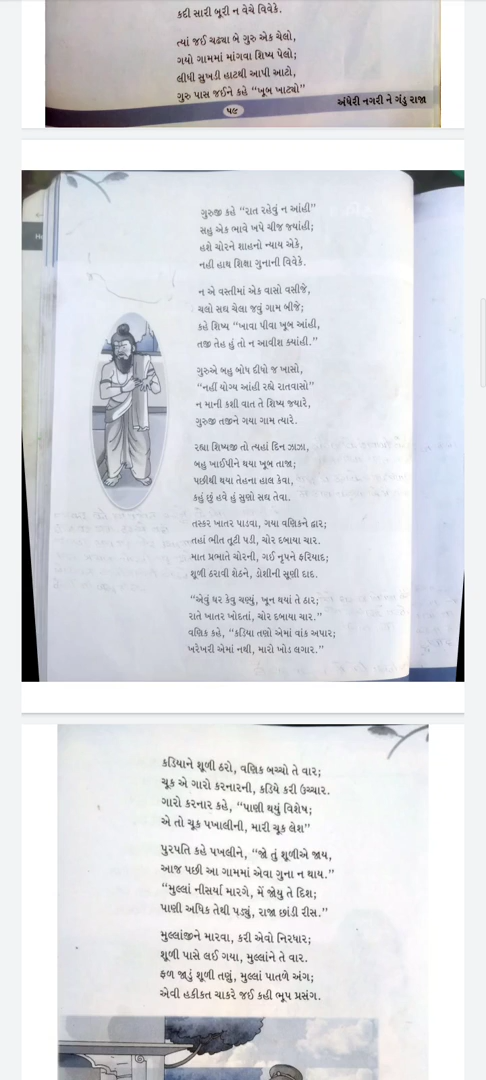 કદી સારી બૂરી ન વેચે વિવેકે.
ત્યાં જઈ ચઢ્યા બે ગુરુ એક ચેલો,
ગયો ગામમાં માંગવા શિષ્ય પેલો;
લીધી સુખડી હાટથી આપી આટો,
ગુરુ પાસ જઈને કહે “ખૂબ ખાટ્યો”
૫૯
અંધેરી નગરી ને ગંડુ રાજા
ગુરુજી કહે “રાત રહેવું ન આંહી”
સહુ એક ભાવે ખપે ચીજ જ્યાંહી;
હશે ચોરને શાહનો ન્યાય એકે,
નહી હાથ શિક્ષા ગુનાની વિવેકે.
ન એ વસ્તીમાં એક વાસો વસીજે,
ચલો સદ્ય ચેલા જવું ગામ બીજે;
કહે શિષ્ય “ખાવા પીવા ખૂબ આંહી,
તજી તેહ હું તો ન આવીશ ક્યાંહી.”
ગુરુએ બહુ બોધ દીધો જ ખાસો,
“નહીં યોગ્ય આંહી રહ્યે રાતવાસો”
ન માની કશી વાત તે શિષ્ય જ્યારે,
ગુરુજી તજીને ગયા ગામ ત્યારે.
રહ્યા શિષ્યજી તો ત્યહાં દિન ઝાઝા,
બહુ ખાઈપીને થયા ખૂબ તાજા;
પછીથી થયા તેહના હાલ કેવા,
કહું છું હવે હું સુણો સદ્ય તેવા.
તસ્કર ખાતર પાડવા, ગયા વણિકને દ્વાર;
તહાં ભીત તૂટી પડી, ચોર દબાયા ચાર.
માત પ્રભાતે ચોરની, ગઈ નૃપને ફરિયાદ;
શૂળી ઠરાવી શેઠને, ડોશીની સૂણી દાદ.
“એવું ઘર કેવુ ચણ્યું, ખૂન થયાં તે ઠાર;
રાતે ખાતર ખોદતાં, ચોર દબાયા ચાર.”
વણિક કહે, “કડિયા તણો એમાં વાંક અપાર;
ખરેખરી એમાં નથી, મારો ખોડ લગાર.”
કડિયાને શૂળી ઠરો, વણિક બચ્યો તે વાર;
ચૂક એ ગારો કરનારની, કડિયે કરી ઉચ્ચાર.
ગારો કરનાર કહે, “પાણી થયું વિશેષ;
એ તો ચૂક પખાલીની, મારી ચૂક લેશ”
પુરપતિ કહે પખલીને, “જો તું શૂળીએ જાય,
આજ પછી આ ગામમાં એવા ગુના ન થાય.”
“મુલ્લાં નીસર્યા મારગે, મેં જોયુ તે દિશ;
પાણી અધિક તેથી પડ્યું, રાજા છાંડી રીસ.”
મુલ્લાંજીને મારવા, કરી એવો નિરધાર;
શૂળી પાસે લઈ ગયા, મુલ્લાંને તે વાર.
ફળ જાડું શૂળી તણું, મુલ્લાં પાતળે અંગ;
એવી હકીકત ચાકરે જઈ કહી ભૂપ પ્રસંગ.